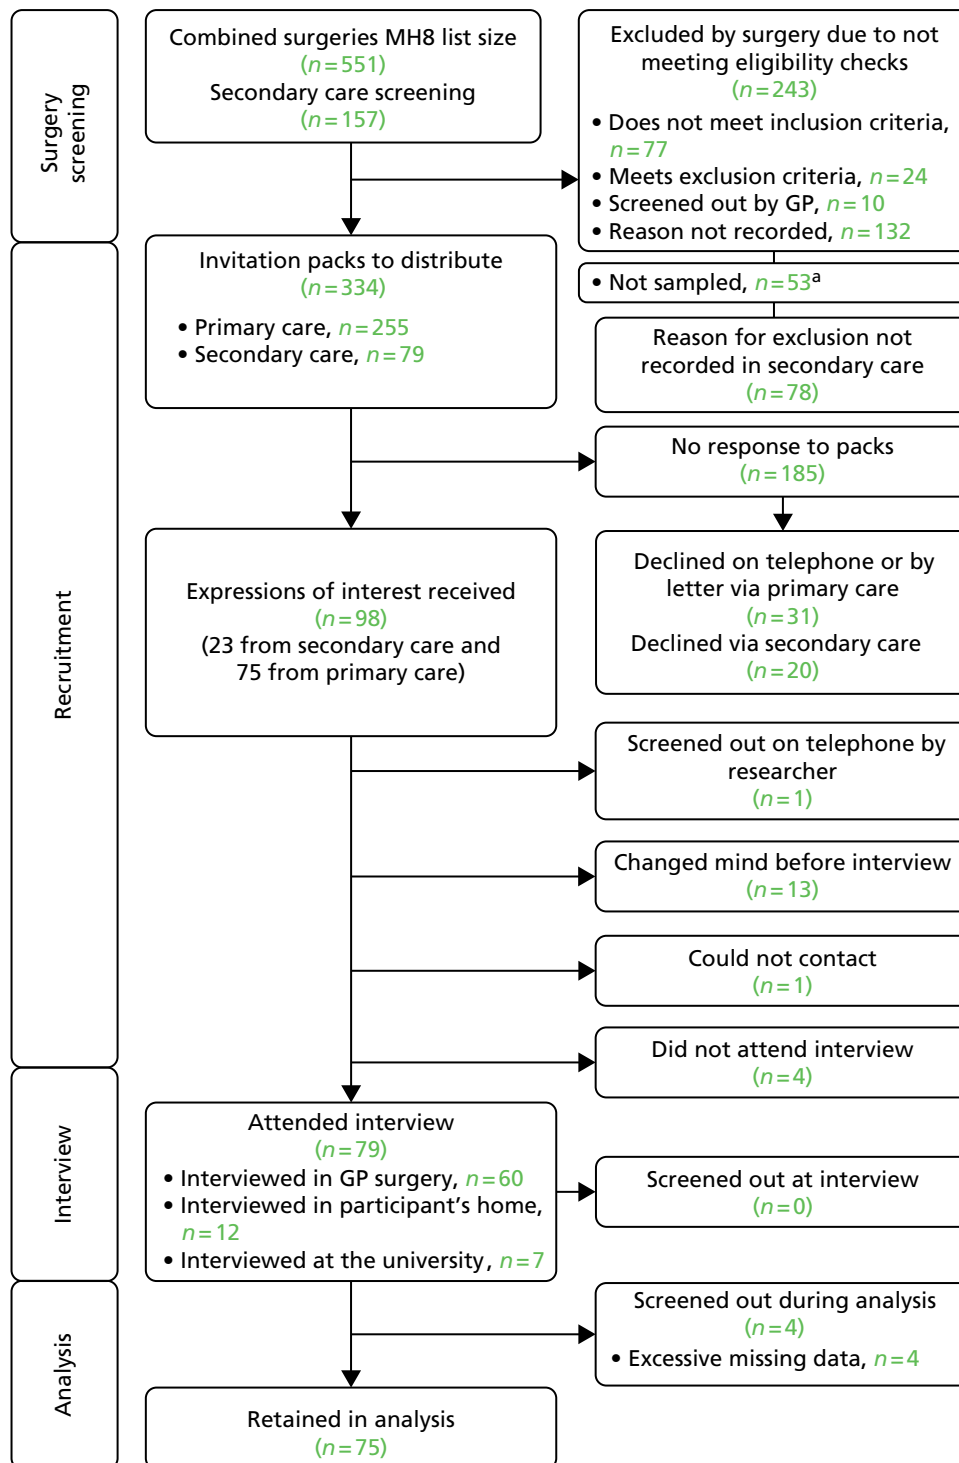 Surgery
screening
Combined surgeries MH8 list size
(n=551)
Secondary care screening
(n=157)
Excluded by surgery due to not
meeting eligibility checks
(n=243)
• Does not meet inclusion criteria,
n=77
• Meets exclusion criteria, n=24
• Screened out by GP, n=10
• Reason not recorded, n=132
• Not sampled, n=53a
Reason for exclusion not
recorded in secondary care
(n=78)
Recruitment
Invitation packs to distribute
(n=334)
• Primary care, n=255
• Secondary care, n=79
No response to packs
(n=185)
Declined on telephone or by
letter via primary care
(n=31)
Declined via secondary care
(n=20)
Expressions of interest received
(n=98)
(23 from secondary care and
75 from primary care)
Screened out on telephone by
researcher
(n=1)
Changed mind before interview
(n=13)
Could not contact
(n=1)
Did not attend interview
(n=4)
Interview
Attended interview
(n=79)
• Interviewed in GP surgery, n=60
• Interviewed in participant's home,
n=12
• Interviewed at the university, n=7
Screened out at interview
(n=0)
Analysis
Screened out during analysis
(n=4)
• Excessive missing data, n=4
Retained in analysis
(n=75)